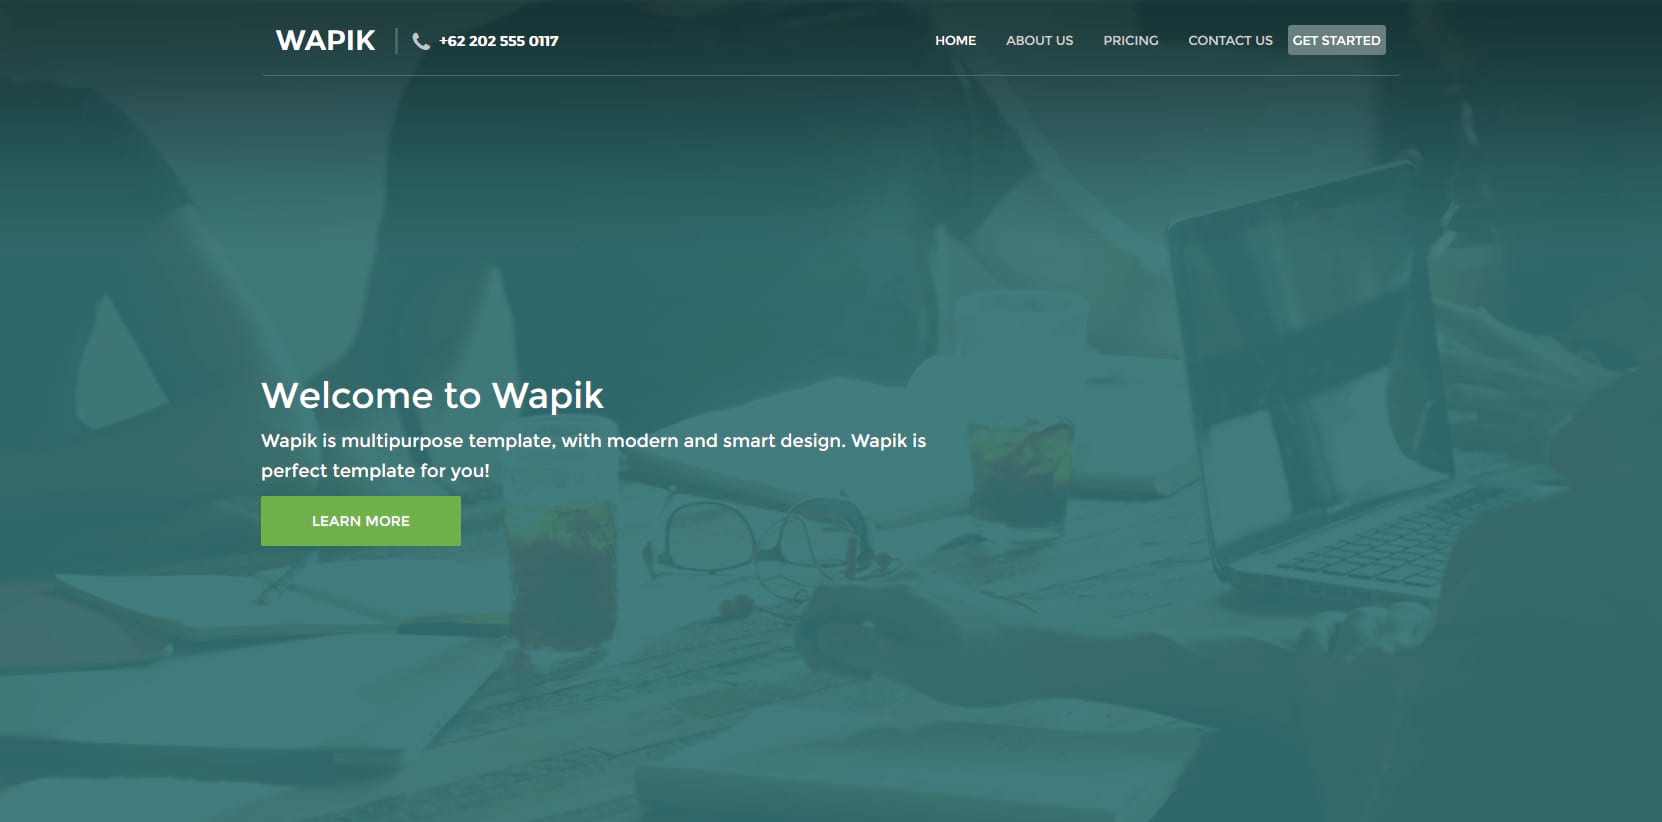 WAPIK
+62 202 555 0117
HOME
ABOUT US
PRICING
CONTACT US
GET STARTED
Welcome to Wapik
Wapik is multipurpose template, with modern and smart design. Wapik is
perfect template for you!
LEARN MORE